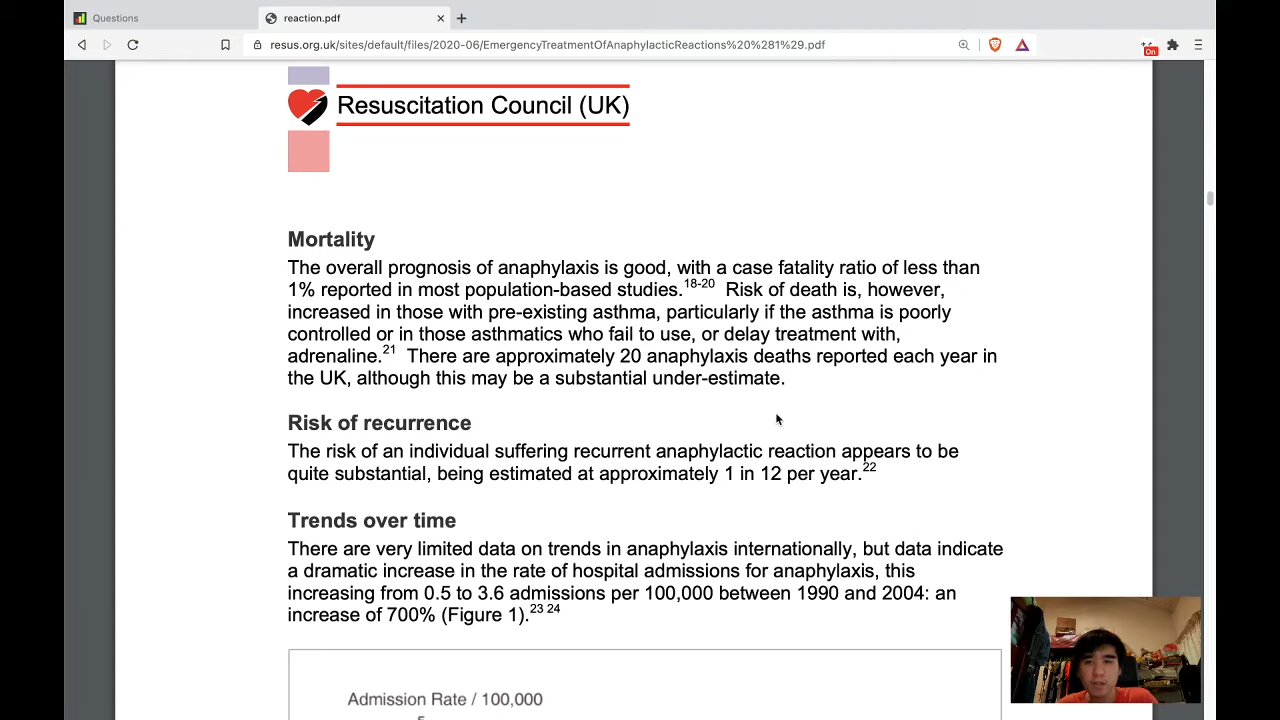 Questions
reaction.pdf
resus.org.uk/sites/default/files/2020-06/EmergencyTreatmentOfAnaphylacticReactions%20%281%29.pdf
On
Resuscitation Council (UK)
Mortality
The overall prognosis of anaphylaxis is good, with a case fatality ratio of less than
1% reported in most population-based studies.18-20 Risk of death is, however,
increased in those with pre-existing asthma, particularly if the asthma is poorly
controlled or in those asthmatics who fail to use, or delay treatment with,
adrenaline.21 There are approximately 20 anaphylaxis deaths reported each year in
the UK, although this may be a substantial under-estimate.
Risk of recurrence
The risk of an individual suffering recurrent anaphylactic reaction appears to be
quite substantial, being estimated at approximately 1 in 12 per year.22
Trends over time
There are very limited data on trends in anaphylaxis internationally, but data indicate
a dramatic increase in the rate of hospital admissions for anaphylaxis, this
increasing from 0.5 to 3.6 admissions per 100,000 between 1990 and 2004: an
increase of 700% (Figure 1).23 24
Admission Rate / 100,000